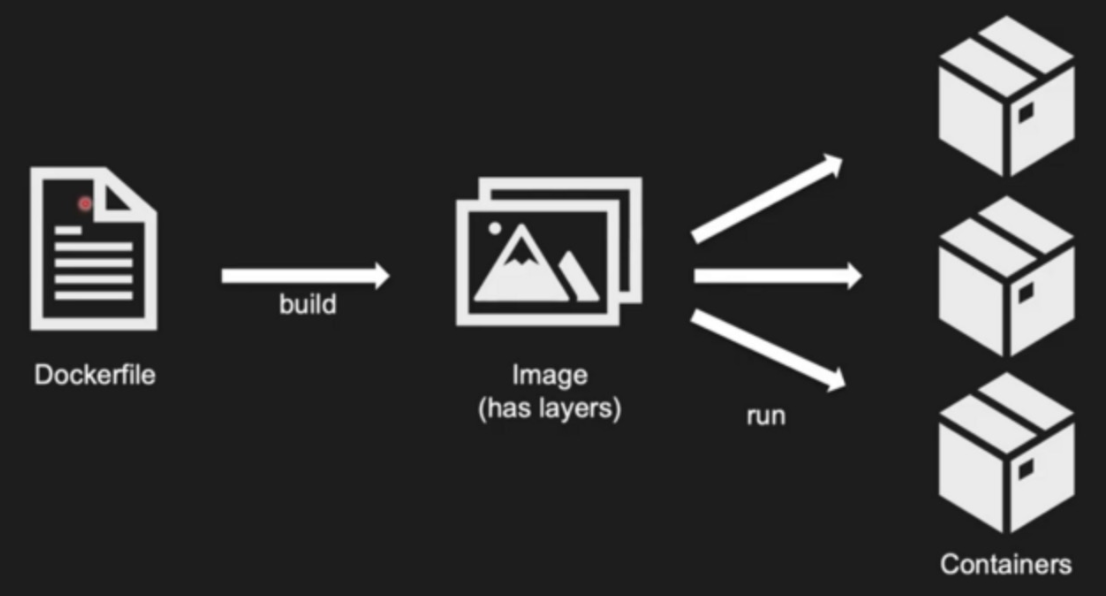 build
Dockerfile
Image
(has layers)
run
Containers